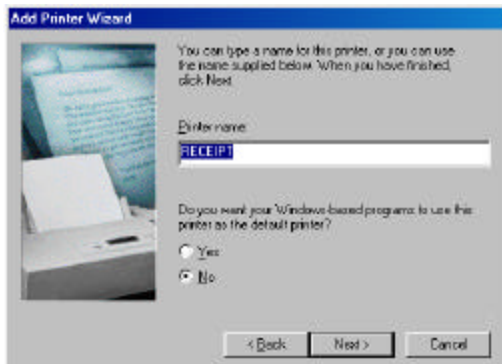 Add Printer Wizard
You can type a name for this printer, or you can use
the name supplied below. When you have finished,
click Next.
Printer name:
RECEIPT
Do you want your Windows-based programs to use this
printer as the default printer?
Yes
No
< Back
Next >
Cancel